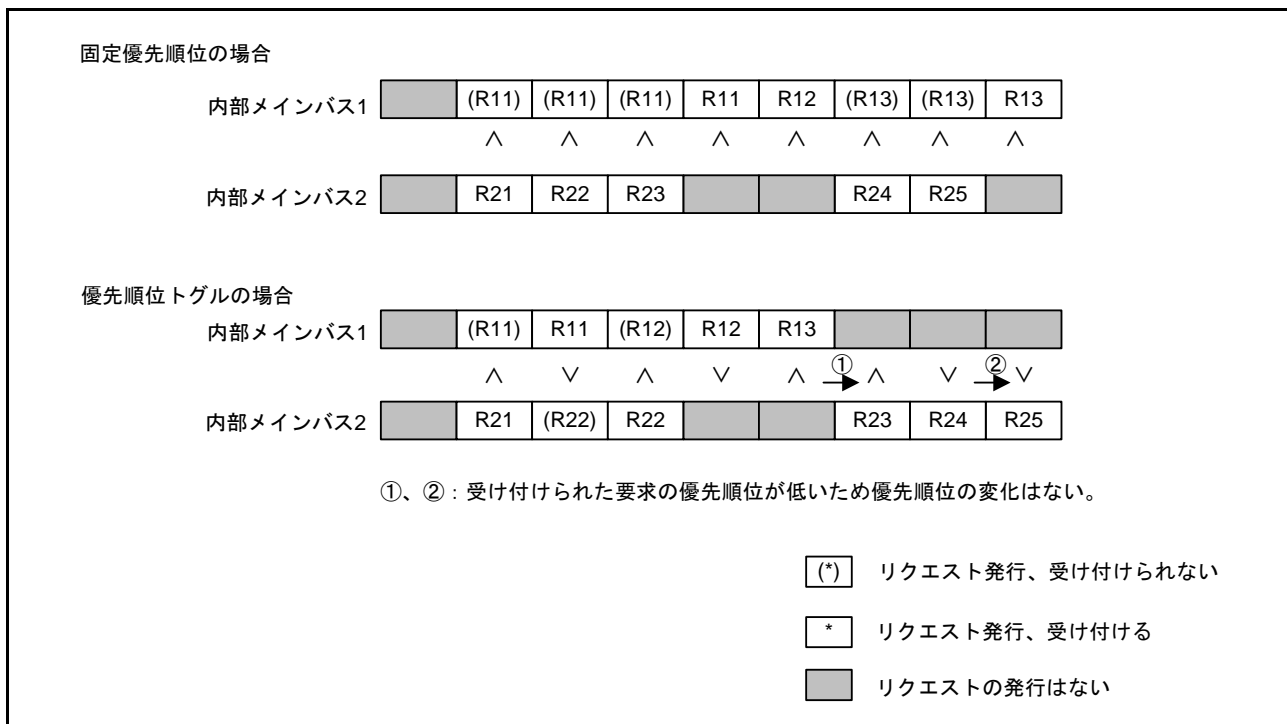 固定優先順位の場合
内部メインバス1 (R11) (R11) (R11) R11 R12 (R13) (R13) R13
∧ ∧ ∧ ∧ ∧ ∧ ∧ ∧
内部メインバス2 R21 R22 R23 R24 R25
優先順位トグルの場合
内部メインバス1 (R11) R11 (R12) R12 R13
∧ ∨ ∧ ∨ ∧ ① ∧ ∨ ② ∨
内部メインバス2 R21 (R22) R22 R23 R24 R25
①、②：受け付けられた要求の優先順位が低いため優先順位の変化はない。
(*) リクエスト発行、受け付けられない
* リクエスト発行、受け付ける
リクエストの発行はない